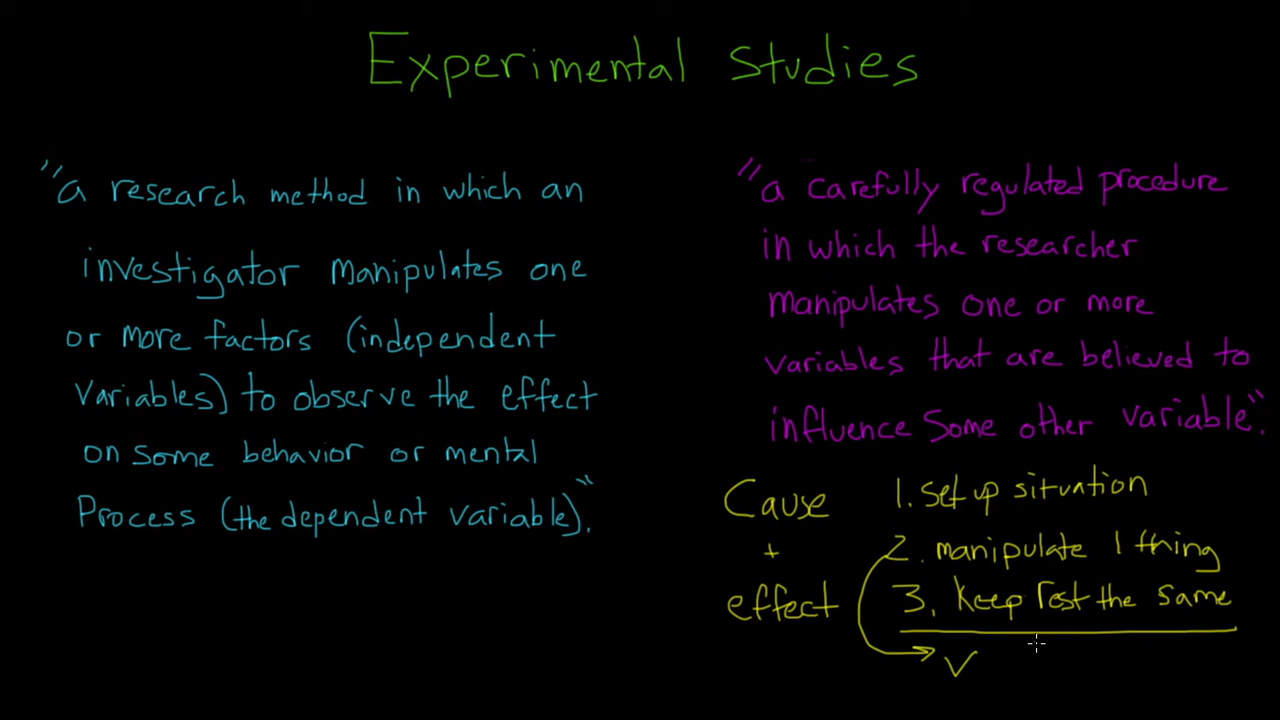 Experimental Studies
"a research method in which an
investigator manipulates one
or more factors (independent
variables) to observe the effect
on some behavior or mental
Process (the dependent variable)".
"a carefully regulated procedure
in which the researcher
manipulates one or more
variables that are believed to
influence some other variable".
Cause
+
effect
1. Set up situation
2. manipulate 1 thing
3. Keep rest the same
V